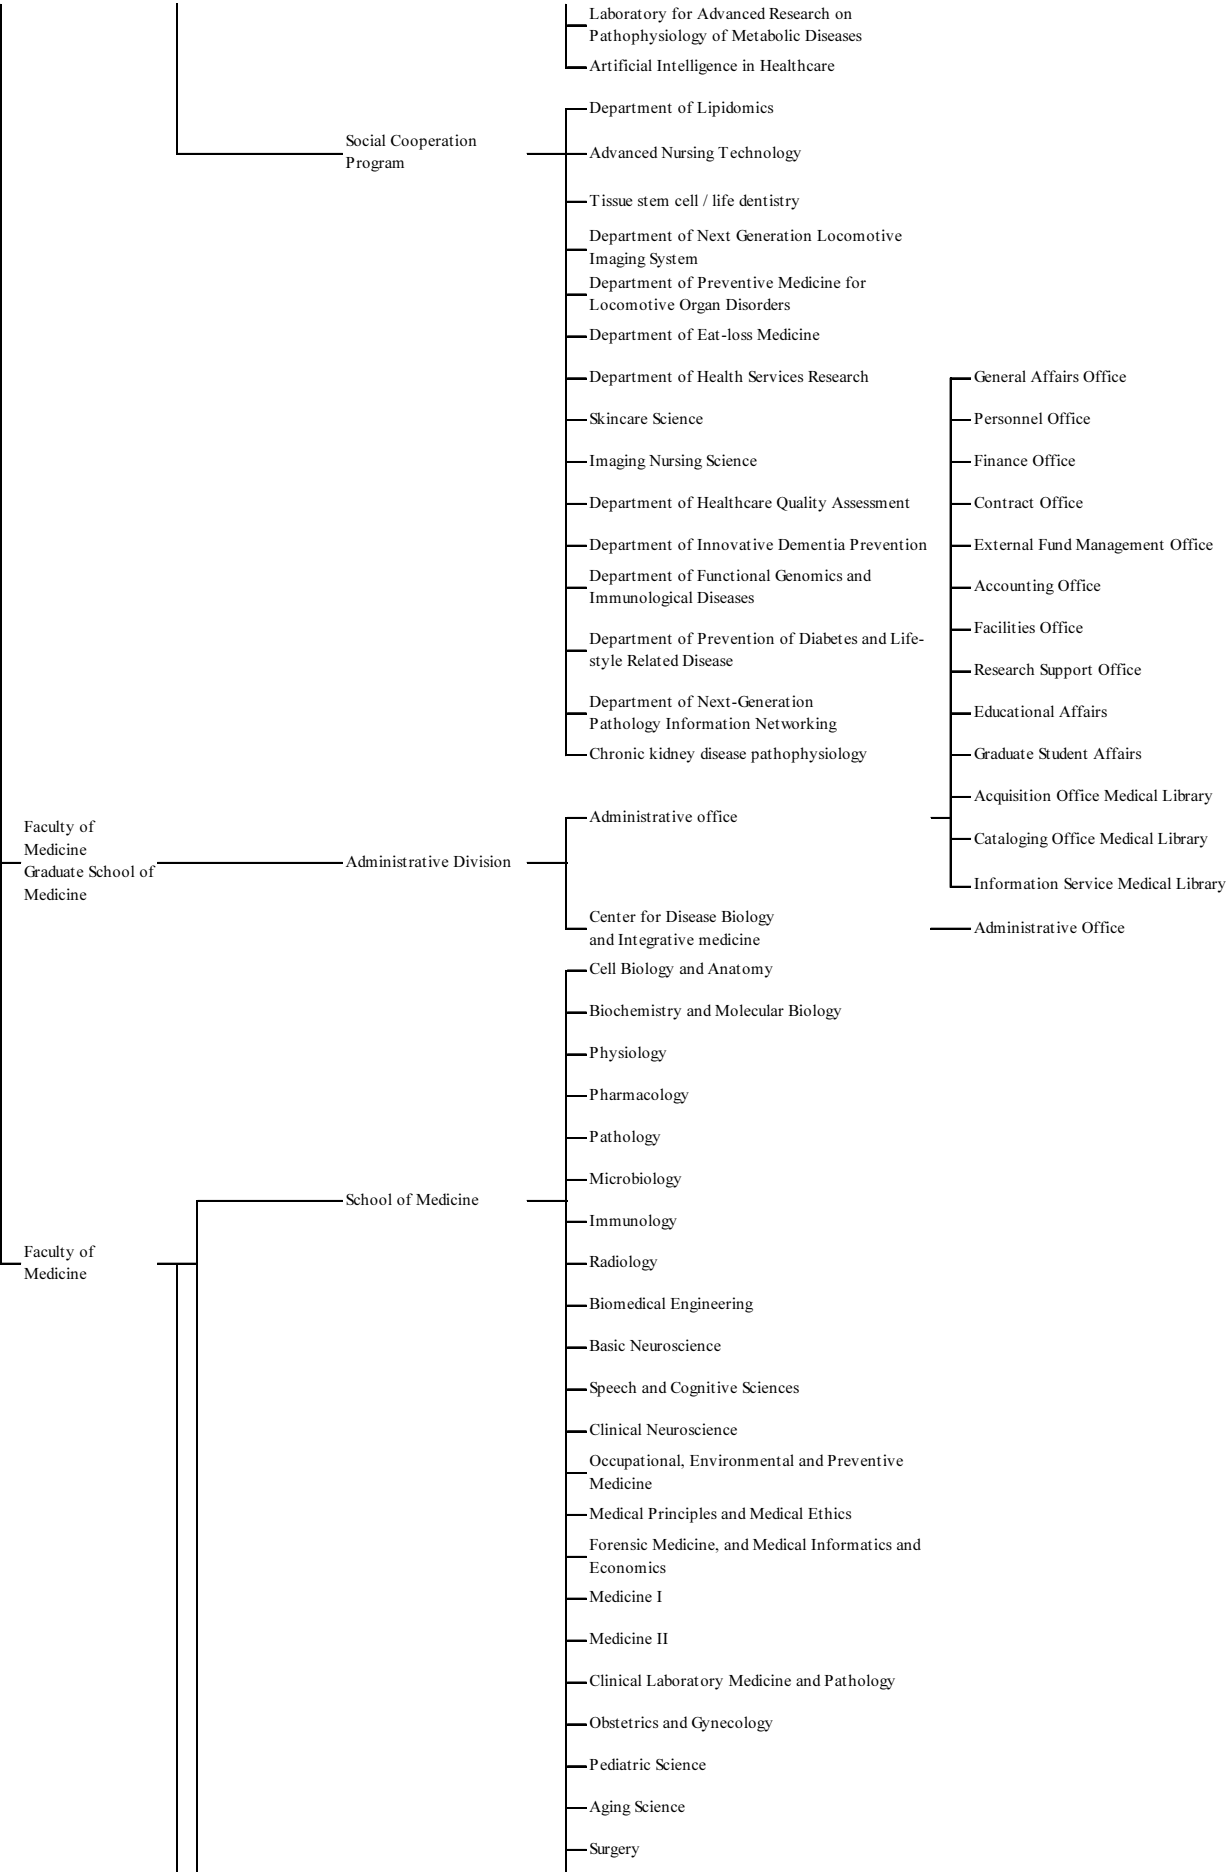 Laboratory for Advanced Research on
Pathophysiology of Metabolic Diseases
Artificial Intelligence in Healthcare
Social Cooperation
Program
Department of Lipidomics
Advanced Nursing Technology
Tissue stem cell / life dentistry
Department of Next Generation Locomotive
Imaging System
Department of Preventive Medicine for
Locomotive Organ Disorders
Department of Eat-loss Medicine
Department of Health Services Research
Skincare Science
Imaging Nursing Science
Department of Healthcare Quality Assessment
Department of Innovative Dementia Prevention
Department of Functional Genomics and
Immunological Diseases
Department of Prevention of Diabetes and Life-
style Related Disease
Department of Next-Generation
Pathology Information Networking
Chronic kidney disease pathophysiology
Faculty of
Medicine
Graduate School of
Medicine
Administrative Division
Administrative office
General Affairs Office
Personnel Office
Finance Office
Contract Office
External Fund Management Office
Accounting Office
Facilities Office
Research Support Office
Educational Affairs
Graduate Student Affairs
Acquisition Office Medical Library
Cataloging Office Medical Library
Information Service Medical Library
Center for Disease Biology
and Integrative medicine
Administrative Office
Faculty of
Medicine
School of Medicine
Cell Biology and Anatomy
Biochemistry and Molecular Biology
Physiology
Pharmacology
Pathology
Microbiology
Immunology
Radiology
Biomedical Engineering
Basic Neuroscience
Speech and Cognitive Sciences
Clinical Neuroscience
Occupational, Environmental and Preventive
Medicine
Medical Principles and Medical Ethics
Forensic Medicine, and Medical Informatics and
Economics
Medicine I
Medicine II
Clinical Laboratory Medicine and Pathology
Obstetrics and Gynecology
Pediatric Science
Aging Science
Surgery